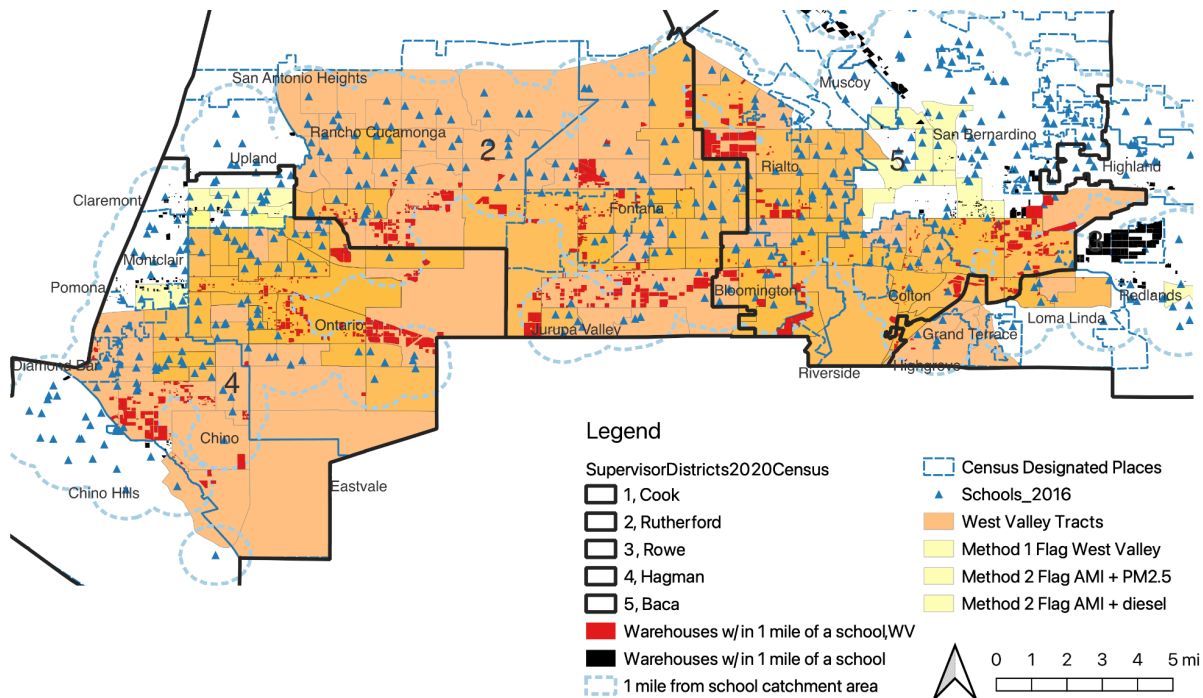 Muscoy
San Antonio Heights
Rancho Cucamonga
2
San Bernardino
Upland
5
Rialto
Highland
Claremont
Fontana
3
Montclair
Pomona
Bloomington
Colton
Redlands
Ontario
Jurupa Valley
Loma Linda
Grand Terrace
Diamond Bar
Riverside
Highgrove
4
Chino
Eastvale
Chino Hills
Legend
SupervisorDistricts2020Census
1, Cook
2, Rutherford
3, Rowe
4, Hagman
5, Baca
Warehouses w/in 1 mile of a school,WV
Warehouses w/in 1 mile of a school
1 mile from school catchment area
Census Designated Places
Schools_2016
West Valley Tracts
Method 1 Flag West Valley
Method 2 Flag AMI + PM2.5
Method 2 Flag AMI + diesel
0 1 2 3 4 5 mi